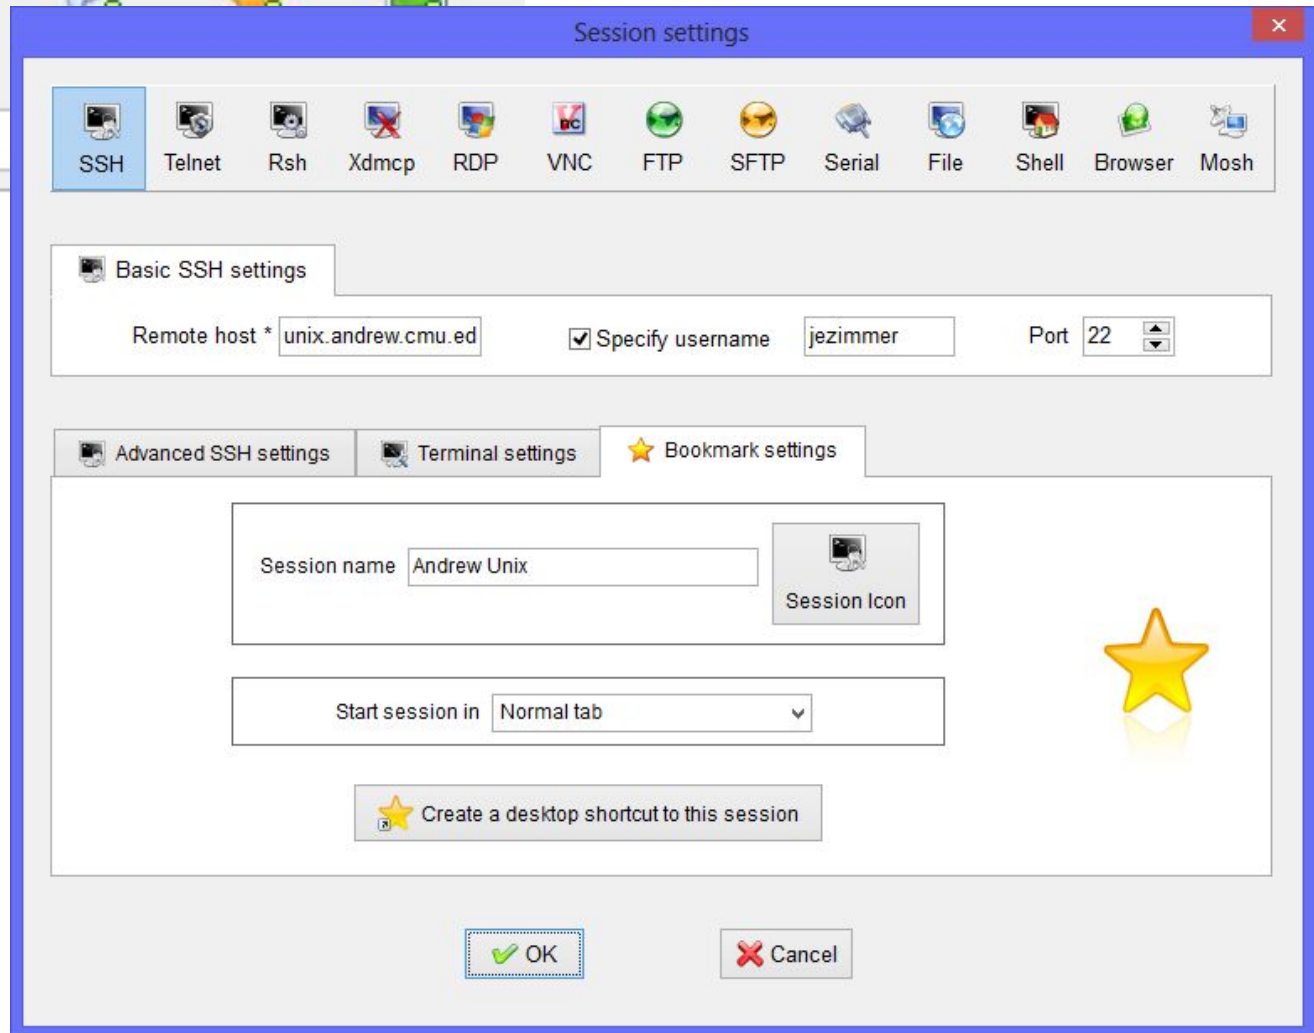 Session settings
SSH Telnet Rsh Xdmcp RDP VNC FTP SFTP Serial File Shell Browser Mosh
Basic SSH settings
Remote host * unix.andrew.cmu.ed Specify username jezimmer Port 22
Advanced SSH settings Terminal settings Bookmark settings
Session name Andrew Unix
Session Icon
Start session in Normal tab
Create a desktop shortcut to this session
OK Cancel